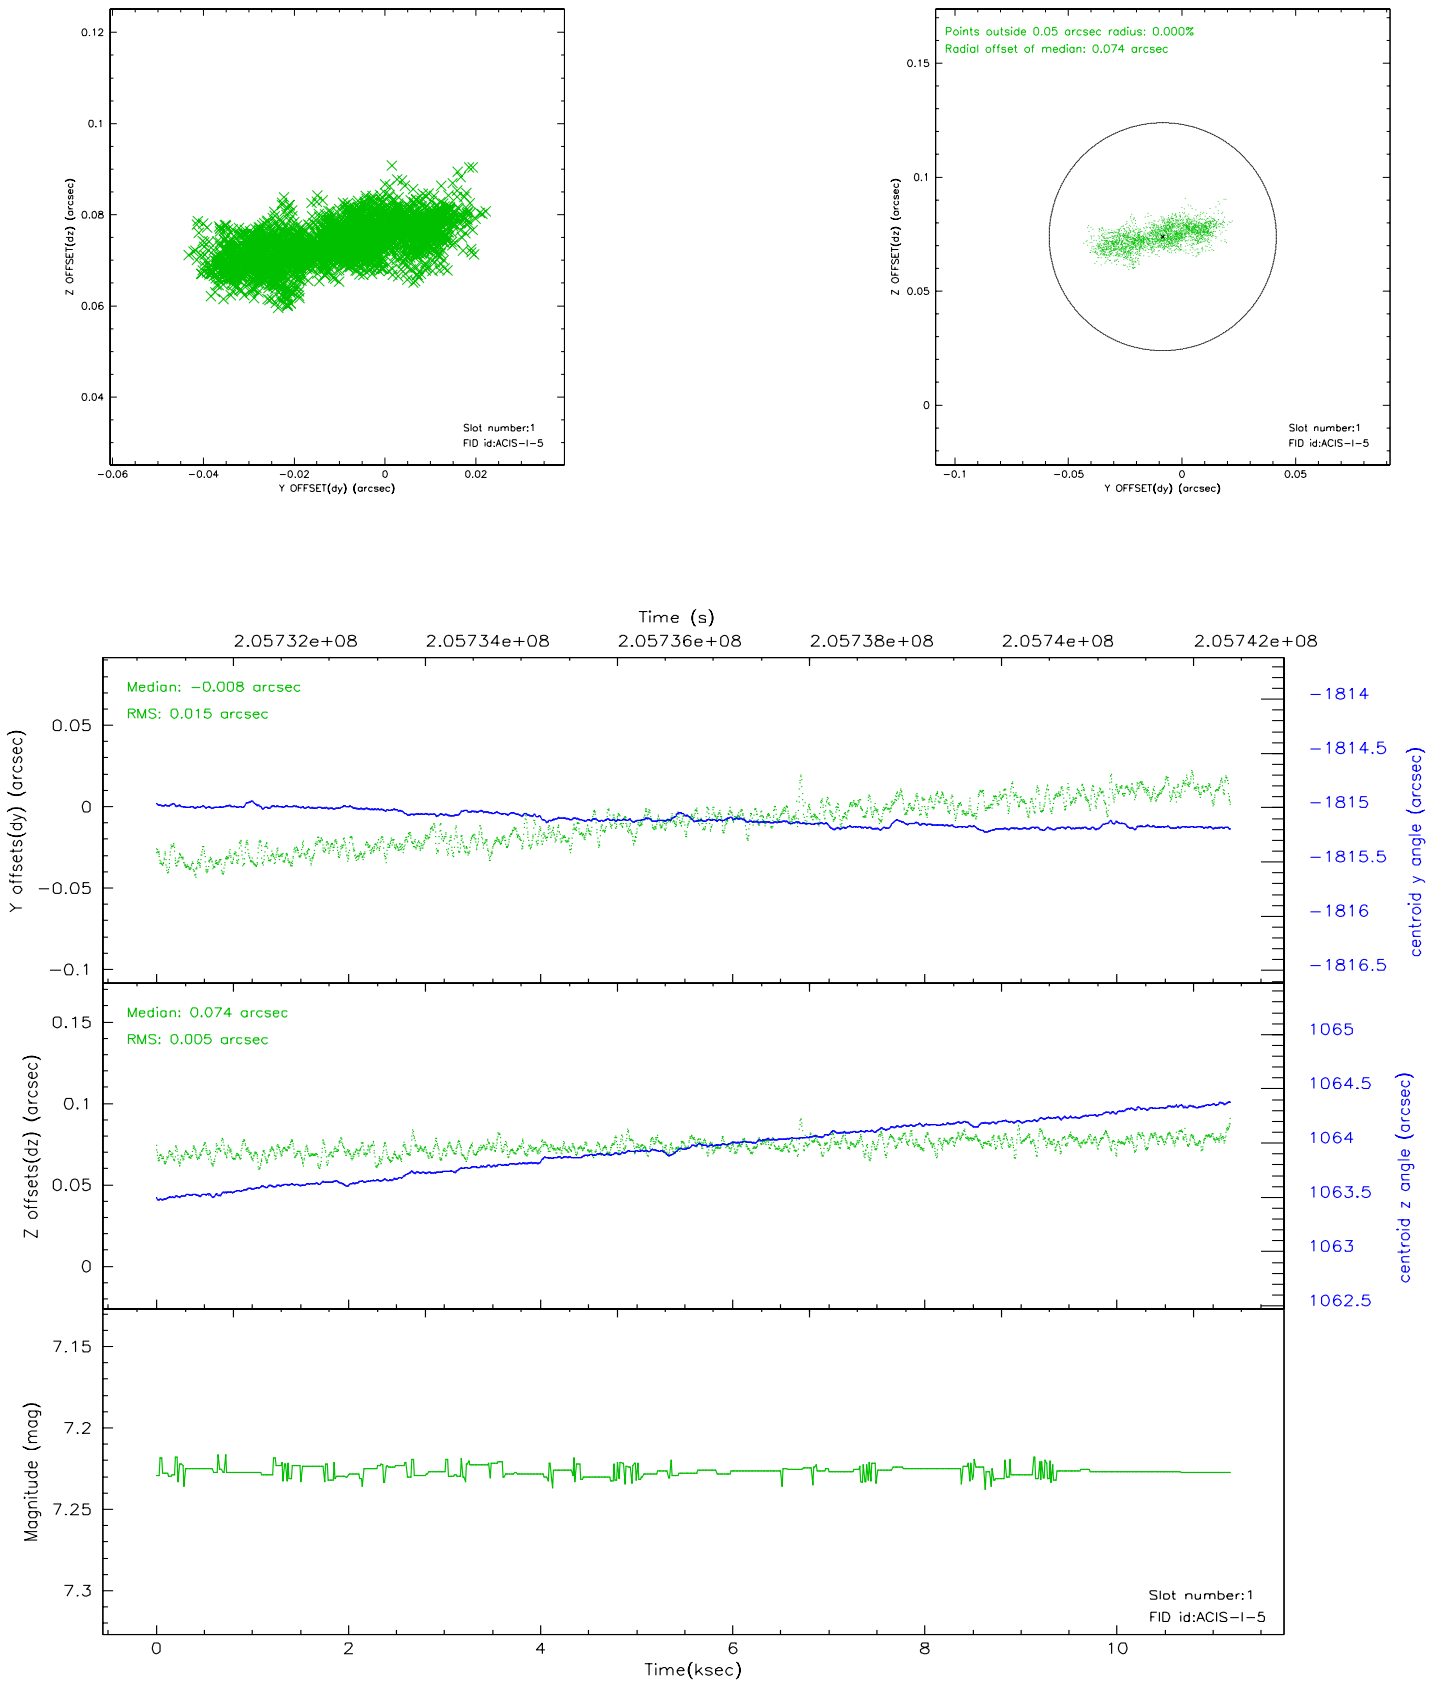 0.12
0.1
0.08
0.06
0.04
Z OFFSET(dz) (arcsec)
Slot number:1
FID id:ACIS-I-5
-0.06 -0.04 -0.02 0 0.02
Y OFFSET(dy) (arcsec)
Points outside 0.05 arcsec radius: 0.000%
Radial offset of median: 0.074 arcsec
0.15
0.1
0.05
0
Z OFFSET(dz) (arcsec)
Slot number:1
FID id:ACIS-I-5
-0.1 -0.05 0 0.05
Y OFFSET(dy) (arcsec)
Time (s)
2.05732e+08 2.05734e+08 2.05736e+08 2.05738e+08 2.0574e+08 2.05742e+08
Median: -0.008 arcsec
RMS: 0.015 arcsec
0.05
0
-0.05
-0.1
Y offsets(dy) (arcsec)
-1814
-1814.5
-1815
-1815.5
-1816
-1816.5
centroid y angle (arcsec)
Median: 0.074 arcsec
RMS: 0.005 arcsec
0.15
0.1
0.05
0
Z offsets(dz) (arcsec)
1065
1064.5
1064
1063.5
1063
1062.5
centroid z angle (arcsec)
7.15
7.2
7.25
7.3
Magnitude (mag)
Slot number:1
FID id:ACIS-I-5
0 2 4 6 8 10
Time(ksec)